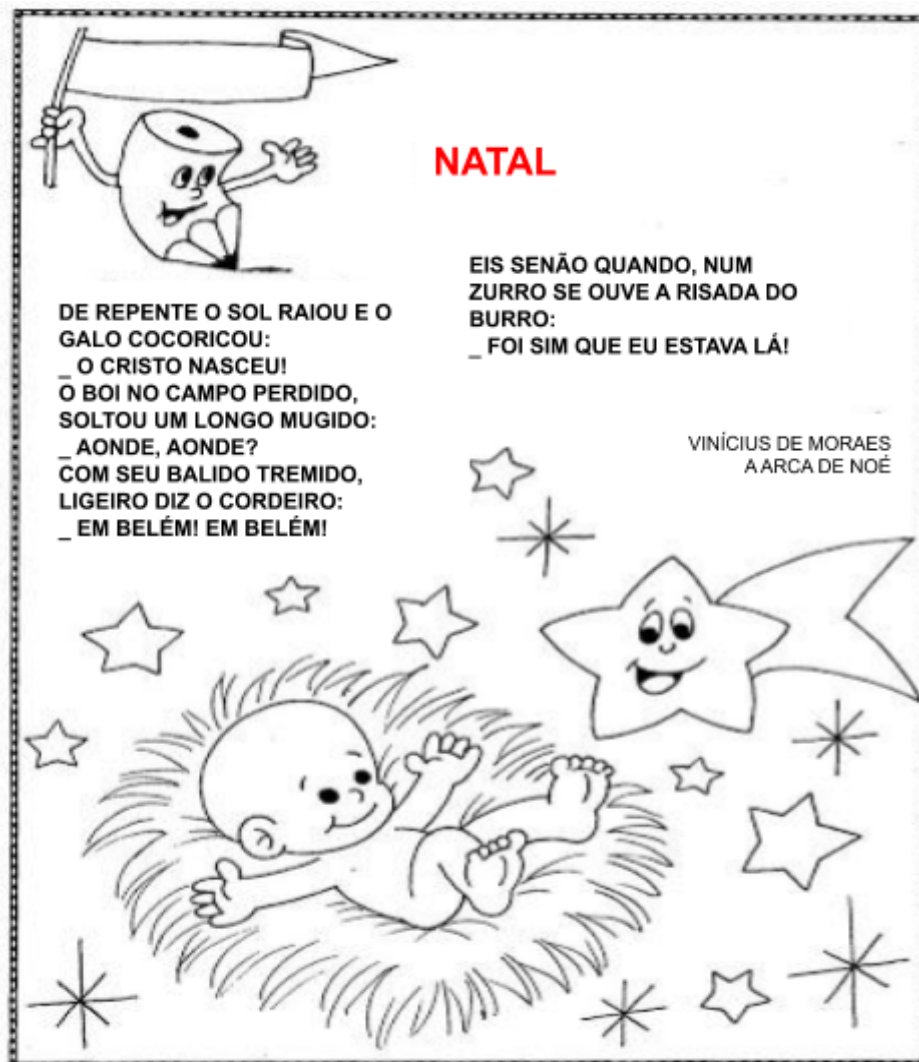 NATAL
DE REPENTE O SOL RAIOU E O
GALO COCORICOU:
_ O CRISTO NASCEU!
O BOI NO CAMPO PERDIDO,
SOLTOU UM LONGO MUGIDO:
_ AONDE, AONDE?
COM SEU BALIDO TREMIDO,
LIGEIRO DIZ O CORDEIRO:
_ EM BELÉM! EM BELÉM!
EIS SENÃO QUANDO, NUM
ZURRO SE OUVE A RISADA DO
BURRO:
_ FOI SIM QUE EU ESTAVA LÁ!
VINÍCIUS DE MORAES
A ARCA DE NOÉ